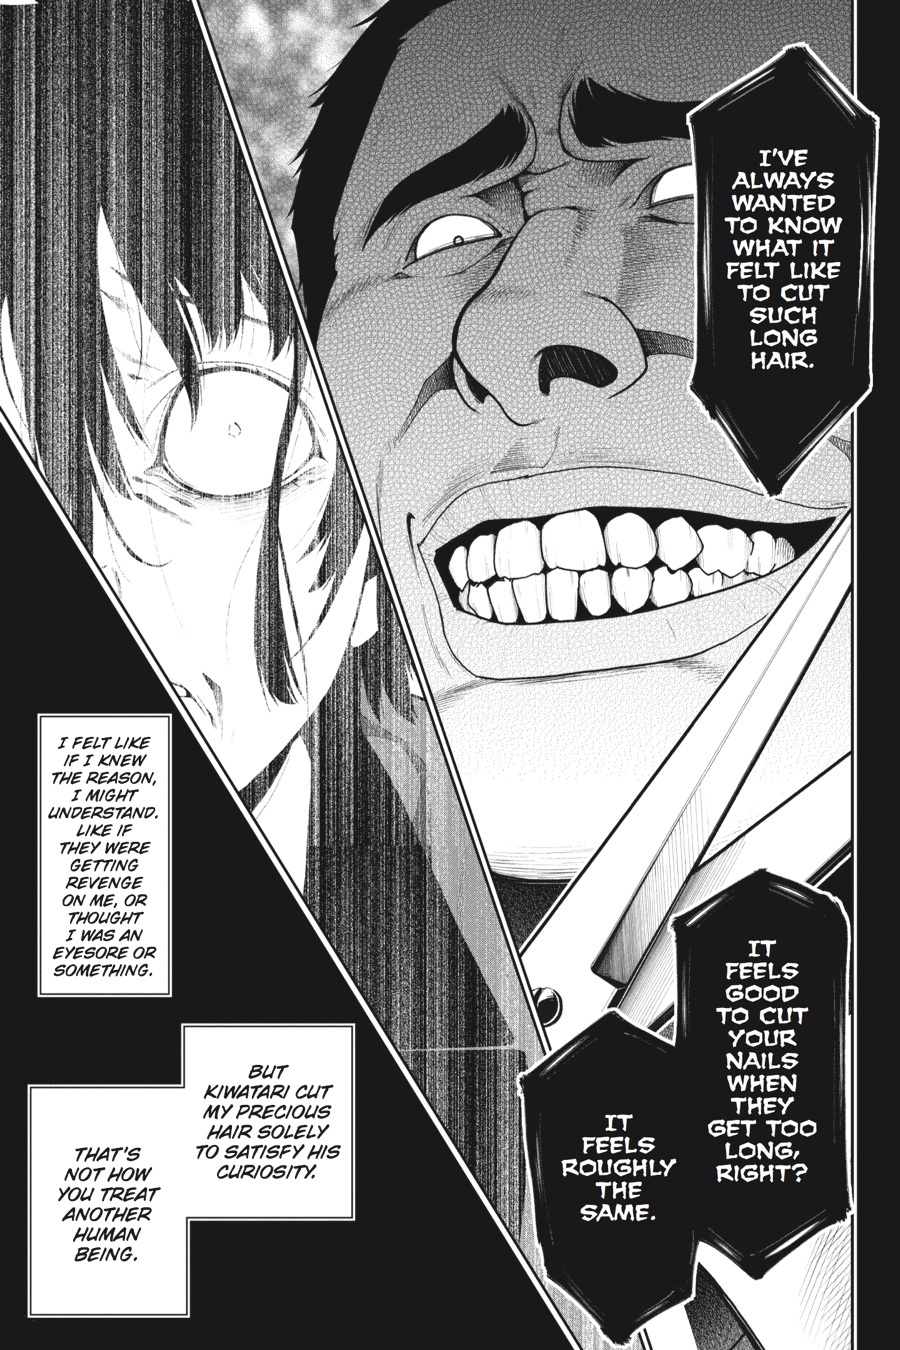 I'VE
ALWAYS
WANTED
TO KNOW
WHAT IT
FELT LIKE
TO CUT
SUCH
LONG
HAIR.
IT
FEELS
GOOD
TO CUT
YOUR
NAILS
WHEN
THEY
GET TOO
LONG,
RIGHT?
IT
FEELS
ROUGHLY
THE
SAME.
I FELT LIKE
IF I KNEW
THE REASON,
I MIGHT
UNDERSTAND.
LIKE IF
THEY WERE
GETTING
REVENGE
ON ME, OR
THOUGHT
I WAS AN
EYESORE OR
SOMETHING.
BUT
KIWATARI CUT
MY PRECIOUS
HAIR SOLELY
TO SATISFY HIS
CURIOSITY.
THAT'S
NOT HOW
YOU TREAT
ANOTHER
HUMAN
BEING.